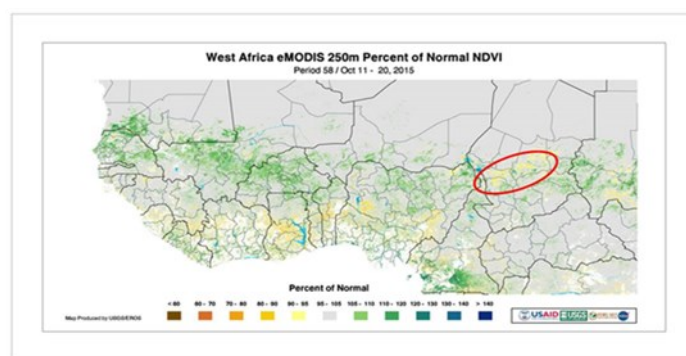 West Africa eMODIS 250m Percent of Normal NDVI
Period 58 / Oct 11 - 20, 2015
Percent of Normal
< 60 60 - 70 70 - 80 80 - 90 90 - 95 95 - 105 105 - 110 110 - 120 120 - 130 130 - 140 > 140
Map Produced by USGS/EROS
USAID USGS